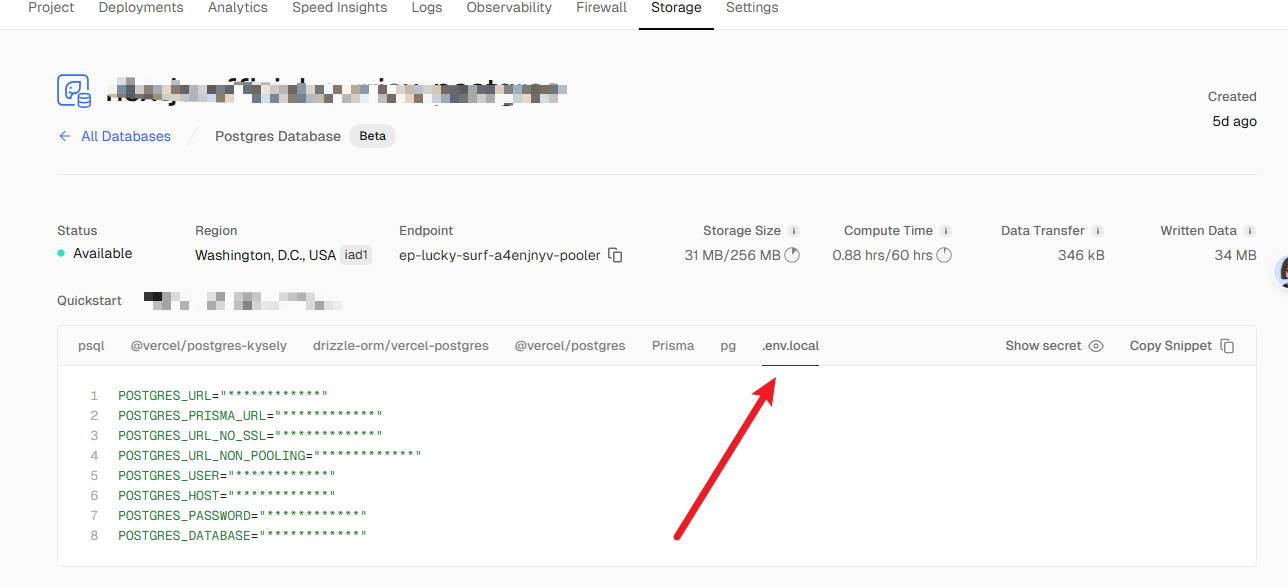 Project Deployments Analytics Speed Insights Logs Observability Firewall Storage Settings
Created
5d ago
All Databases Postgres Database Beta
Status Region Endpoint Storage Size Compute Time Data Transfer Written Data
Available Washington, D.C., USA iad1 ep-lucky-surf-a4enjnyv-pooler 31 MB/256 MB 0.88 hrs/60 hrs 346 kB 34 MB
Quickstart
psql @vercel/postgres-kysely drizzle-orm/vercel-postgres @vercel/postgres Prisma pg .env.local Show secret Copy Snippet
1 POSTGRES_URL="************"
2 POSTGRES_PRISMA_URL="************"
3 POSTGRES_URL_NO_SSL="************"
4 POSTGRES_URL_NON_POOLING="************"
5 POSTGRES_USER="************"
6 POSTGRES_HOST="************"
7 POSTGRES_PASSWORD="************"
8 POSTGRES_DATABASE="************"